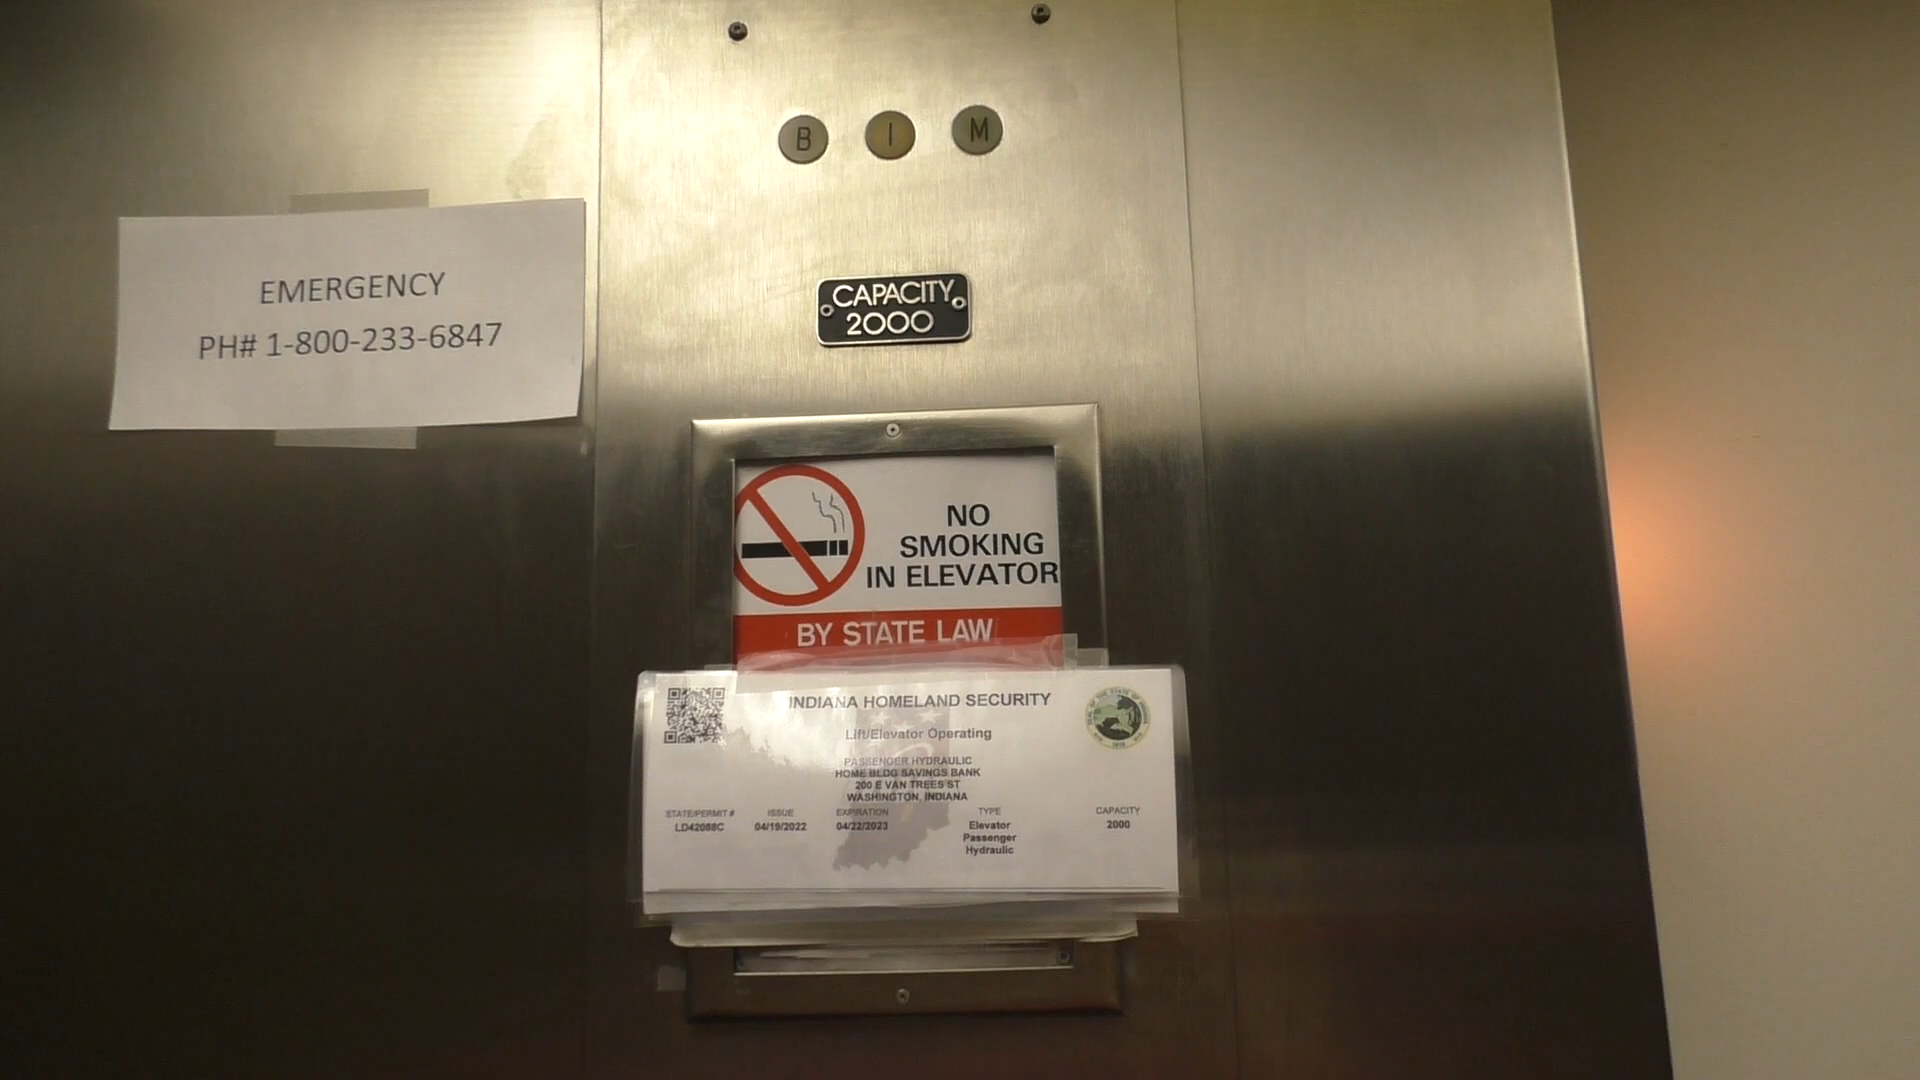 B I M
CAPACITY
2000
EMERGENCY
PH# 1-800-233-6847
NO
SMOKING
IN ELEVATOR
BY STATE LAW
INDIANA HOMELAND SECURITY
Lift/Elevator Operating
PASSENGER HYDRAULIC
HOME BLDG SAVINGS BANK
200 E VAN TREES ST
WASHINGTON, INDIANA
STATE/PERMIT # ISSUE EXPIRATION TYPE CAPACITY
LD42088C 04/19/2022 04/22/2023 Elevator 2000
Passenger
Hydraulic